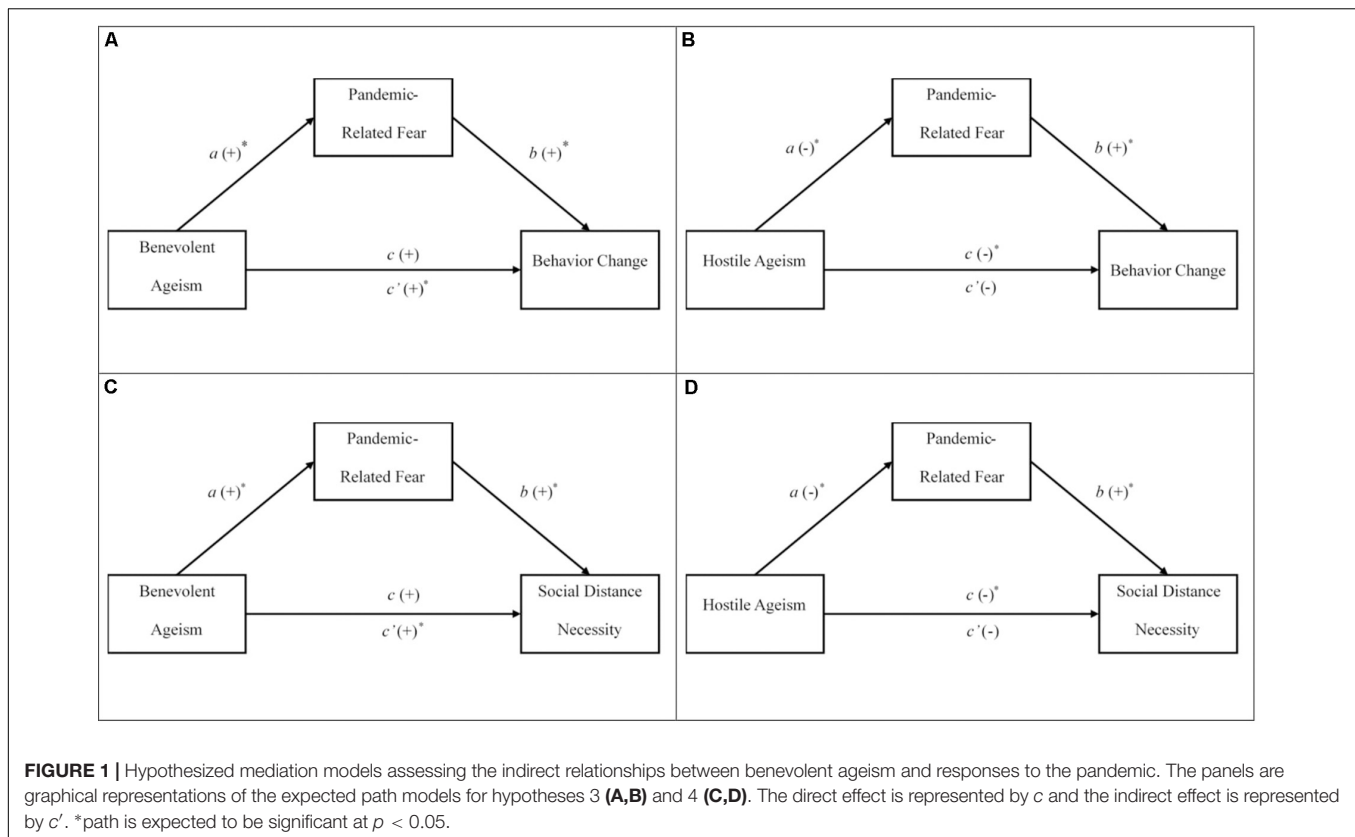 A
Pandemic-
Related Fear
a (+)*
b (+)*
Benevolent
Ageism
c (+)
c’(+)*
Behavior Change
B
Pandemic-
Related Fear
a (-)*
b (+)*
Hostile Ageism
c (-)*
c’(-)
Behavior Change
C
Pandemic-
Related Fear
a (+)*
b (+)*
Benevolent
Ageism
c (+)
c’(+)*
Social Distance
Necessity
D
Pandemic-
Related Fear
a (-)*
b (+)*
Hostile Ageism
c (-)*
c’(-)
Social Distance
Necessity
FIGURE 1 | Hypothesized mediation models assessing the indirect relationships between benevolent ageism and responses to the pandemic. The panels are
graphical representations of the expected path models for hypotheses 3 (A,B) and 4 (C,D). The direct effect is represented by c and the indirect effect is represented
by c′. *path is expected to be significant at p < 0.05.